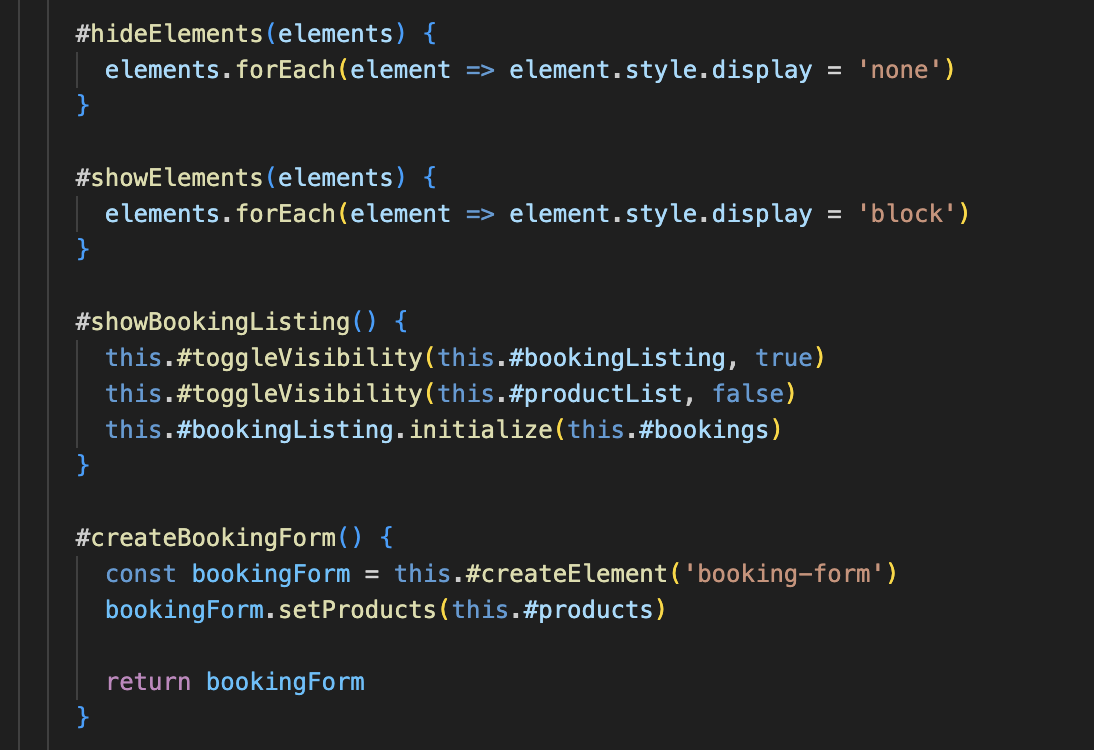 #hideElements(elements) {
  elements.forEach(element => element.style.display = 'none')
}

#showElements(elements) {
  elements.forEach(element => element.style.display = 'block')
}

#showBookingListing() {
  this.#toggleVisibility(this.#bookingListing, true)
  this.#toggleVisibility(this.#productList, false)
  this.#bookingListing.initialize(this.#bookings)
}

#createBookingForm() {
  const bookingForm = this.#createElement('booking-form')
  bookingForm.setProducts(this.#products)

  return bookingForm
}